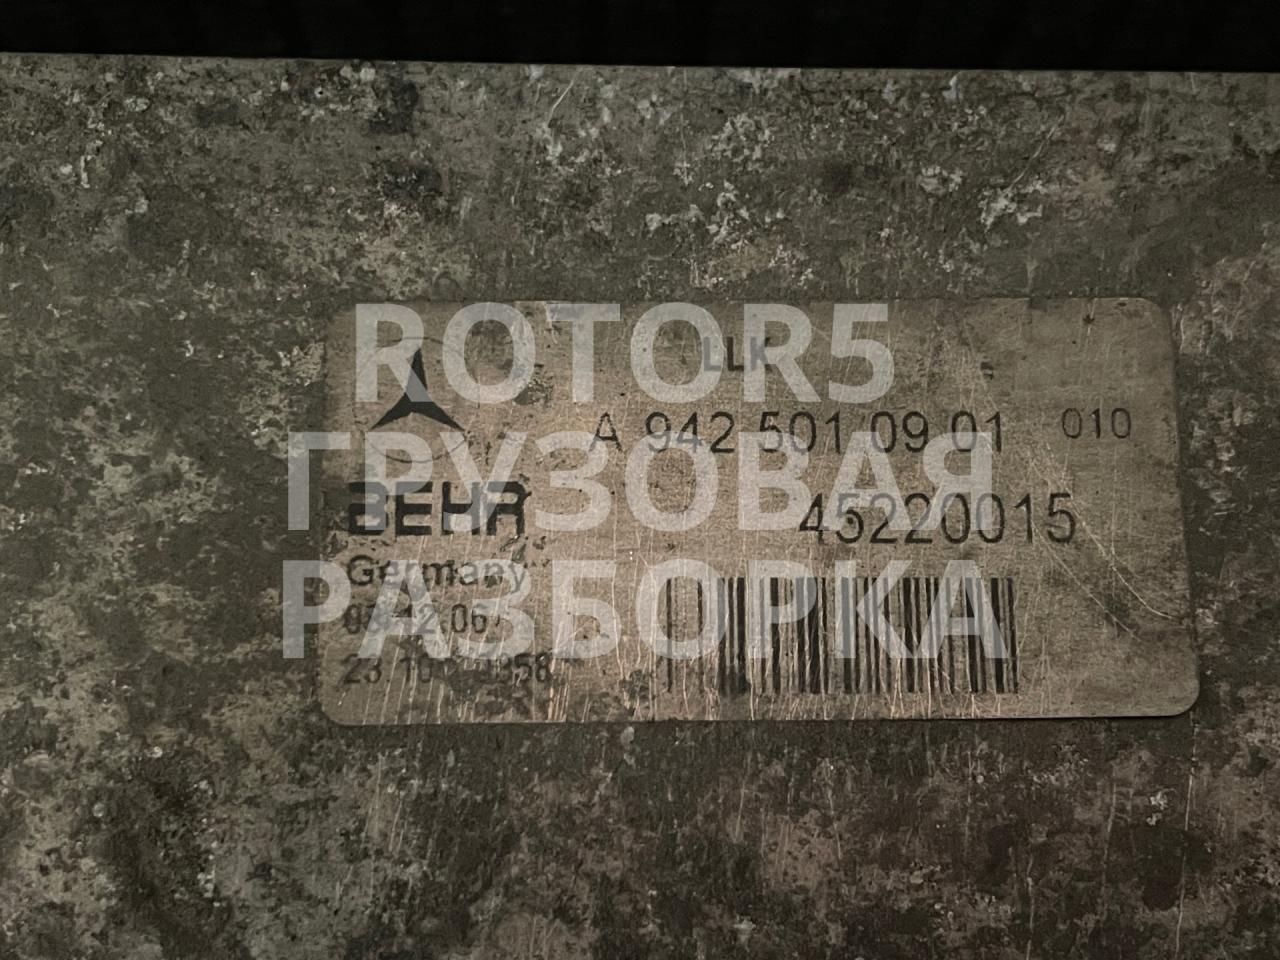 LLK
A 942 501 09 01 010
BEHR
45220015
Germany
ROTOR5
ГРУЗОВАЯ
РАЗБОРКА